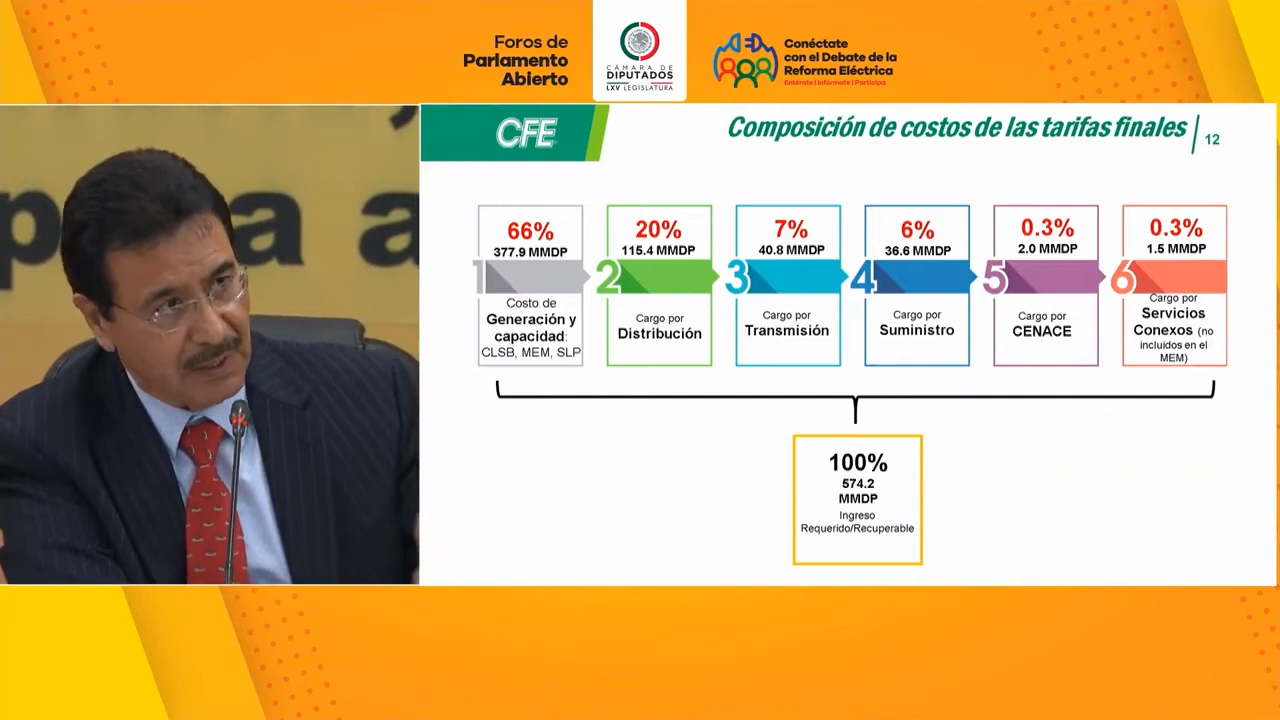 Foros de
Parlamento
Abierto
CÁMARA DE
DIPUTADOS
LXV LEGISLATURA
Conéctate
con el Debate de la
Reforma Eléctrica
Entérate | Infórmate | Participa
CFE
Composición de costos de las tarifas finales
12
66%
377.9 MMDP
1
Costo de
Generación y
capacidad:
CLSB, MEM, SLP
20%
115.4 MMDP
2
Cargo por
Distribución
7%
40.8 MMDP
3
Cargo por
Transmisión
6%
36.6 MMDP
4
Cargo por
Suministro
0.3%
2.0 MMDP
5
Cargo por
CENACE
0.3%
1.5 MMDP
6
Cargo por
Servicios
Conexos (no
incluidos en el
MEM)
100%
574.2
MMDP
Ingreso
Requerido/Recuperable